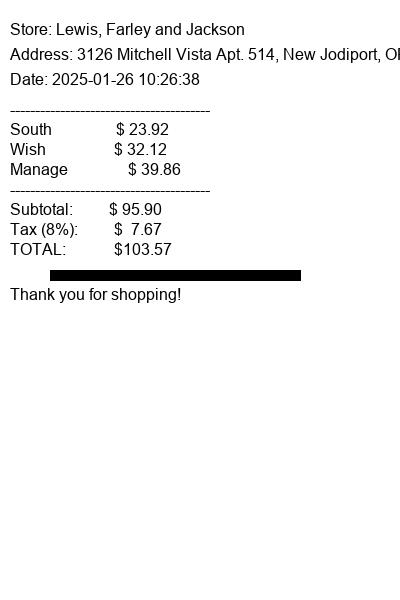 Store: Lewis, Farley and Jackson
Address: 3126 Mitchell Vista Apt. 514, New Jodiport,
Date: 2025-01-26 10:26:38
----------------------------------------
South $ 23.92
Wish $ 32.12
Manage $ 39.86
----------------------------------------
Subtotal: $ 95.90
Tax (8%): $ 7.67
TOTAL: $103.57
Thank you for shopping!